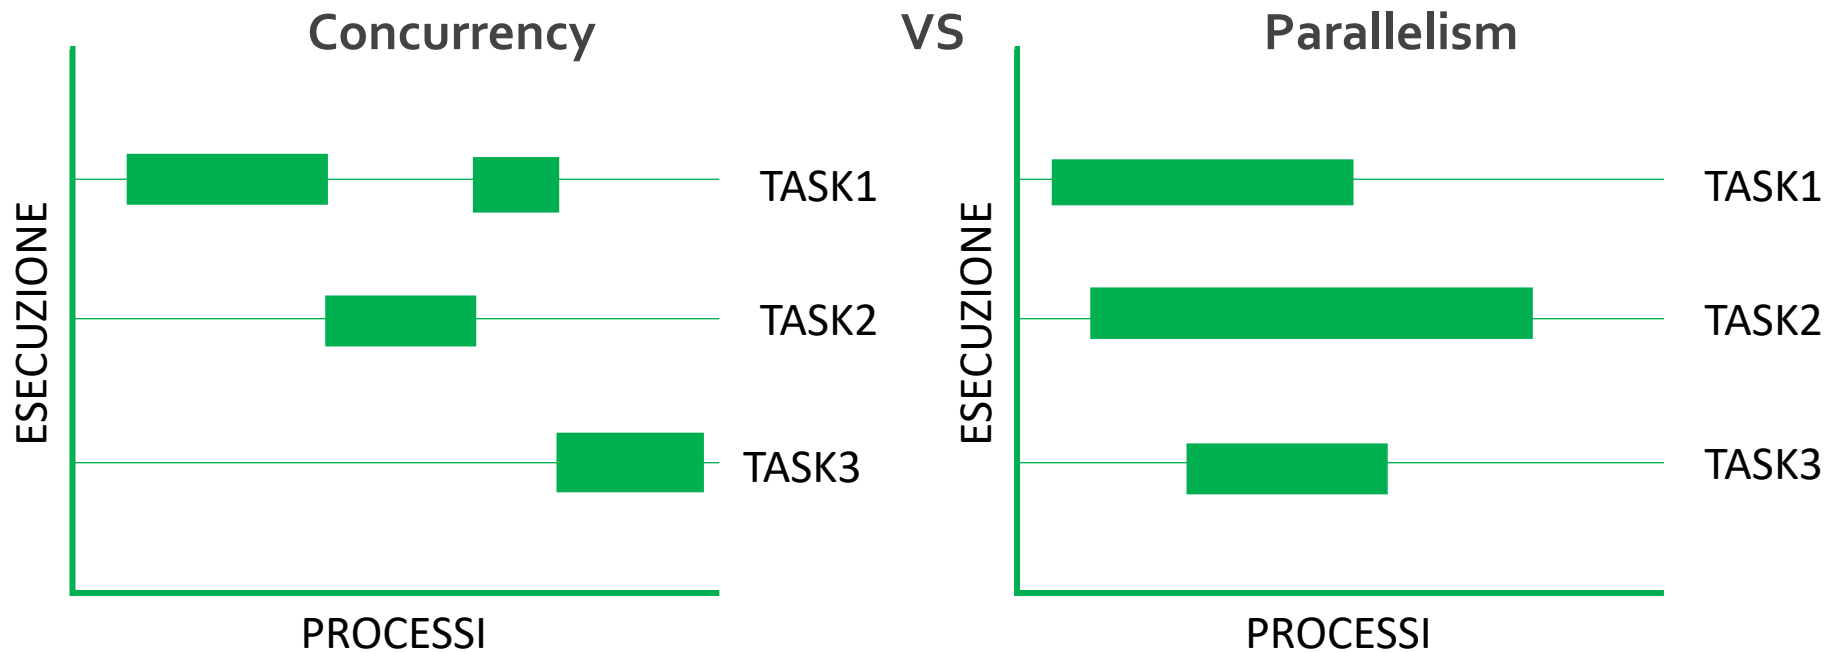 Concurrency VS Parallelism
TASK1
TASK2
TASK3
ESECUZIONE
PROCESSI
TASK1
TASK2
TASK3
ESECUZIONE
PROCESSI